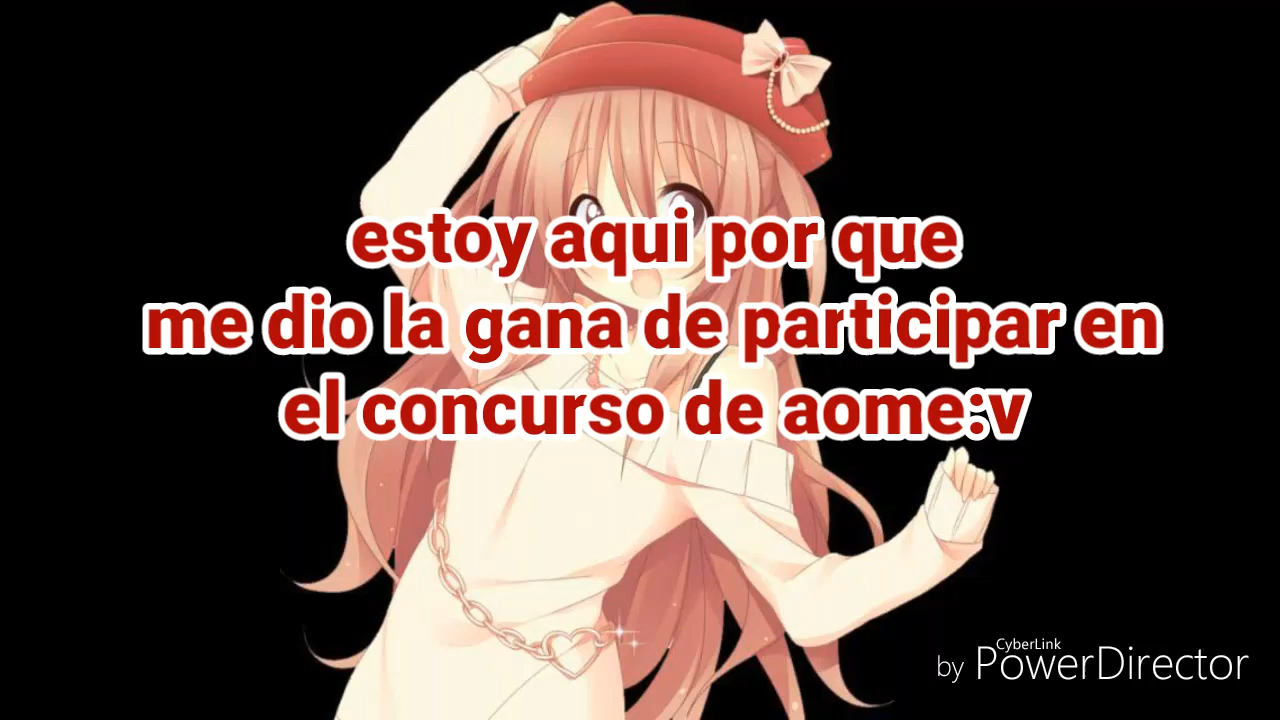 estoy aqui por que
me dio la gana de participar en
el concurso de aome:v
CyberLink
by PowerDirector